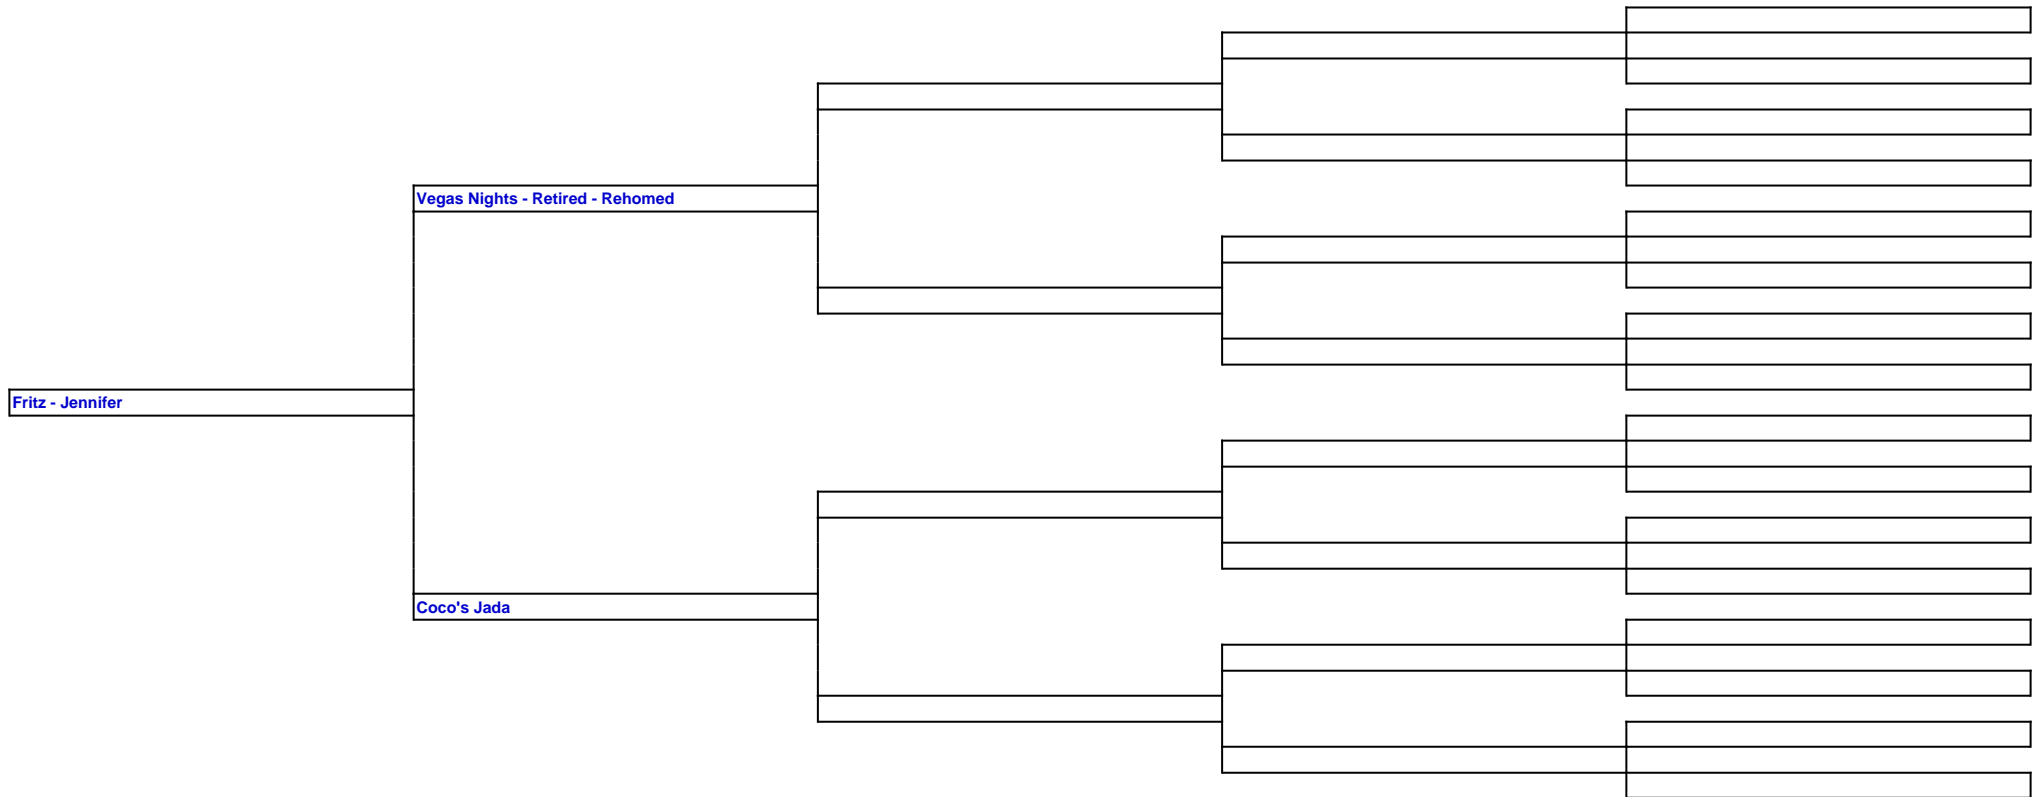 Vegas Nights - Retired - Rehomed
Fritz - Jennifer
Coco's Jada